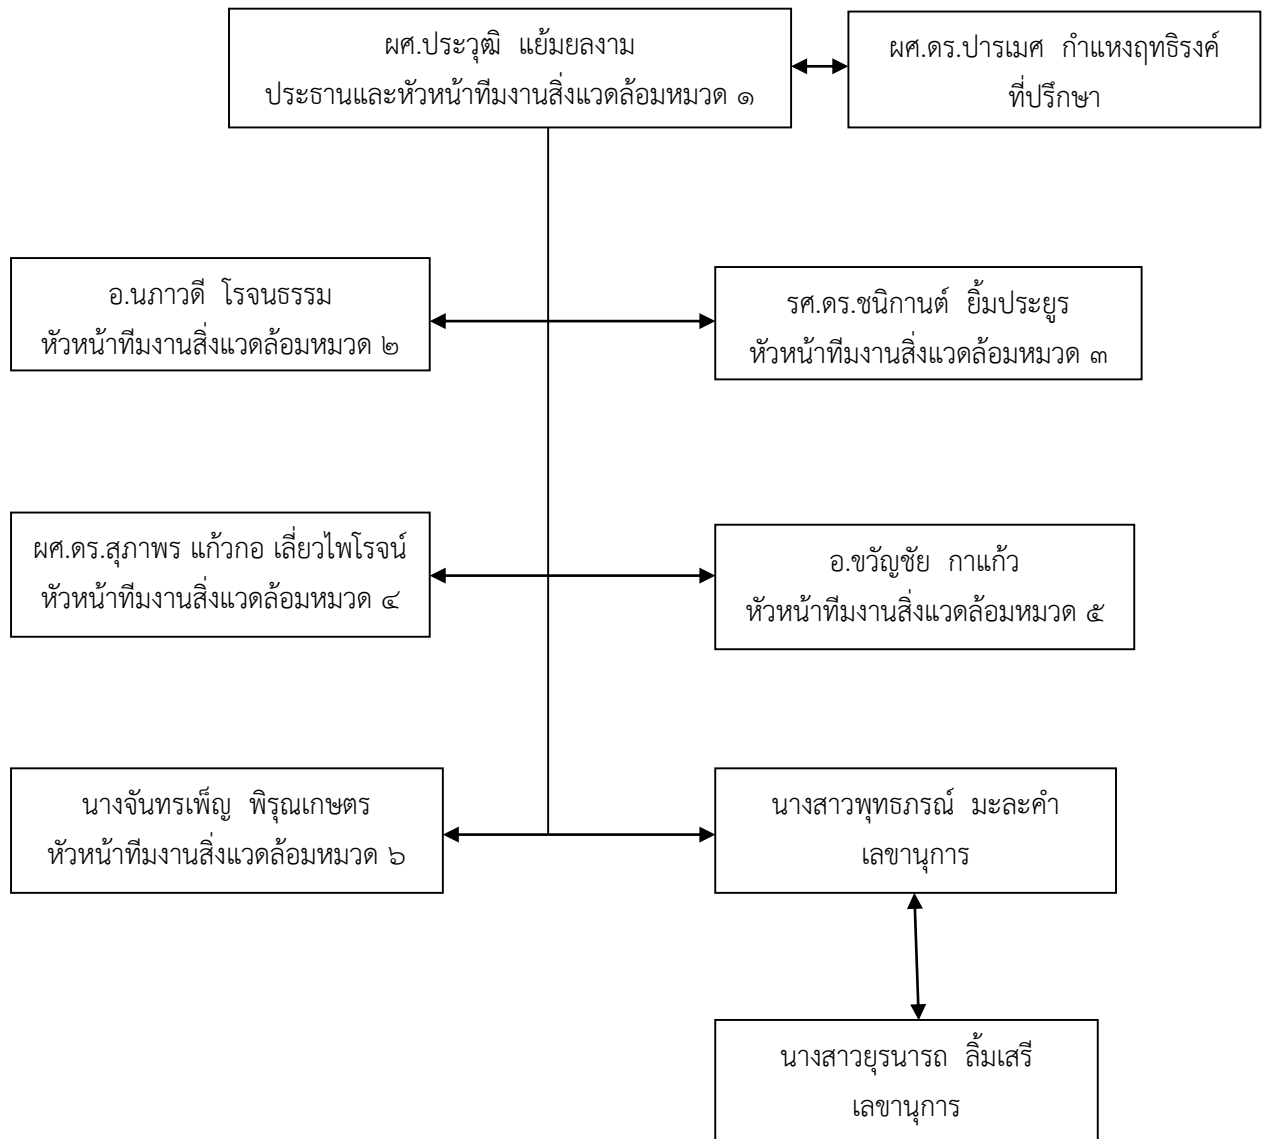 ผศ.ประวุฒิ แย้มยลงาม
ประธานและหัวหน้าทีมงานสิ่งแวดล้อมหมวด ๑
ผศ.ดร.ปารเมศ กำแหงฤทธิรงค์
ที่ปรึกษา
อ.นภาวดี โรจนธรรม
หัวหน้าทีมงานสิ่งแวดล้อมหมวด ๒
รศ.ดร.ชนิกานต์ ยิ้มประยูร
หัวหน้าทีมงานสิ่งแวดล้อมหมวด ๓
ผศ.ดร.สุภาพร แก้วกอ เลี่ยวไพโรจน์
หัวหน้าทีมงานสิ่งแวดล้อมหมวด ๔
อ.ขวัญชัย กาแก้ว
หัวหน้าทีมงานสิ่งแวดล้อมหมวด ๕
นางจันทรเพ็ญ พิรุณเกษตร
หัวหน้าทีมงานสิ่งแวดล้อมหมวด ๖
นางสาวพุทธภรณ์ มะละคำ
เลขานุการ
นางสาวยุรนารถ ลิ้มเสรี
เลขานุการ